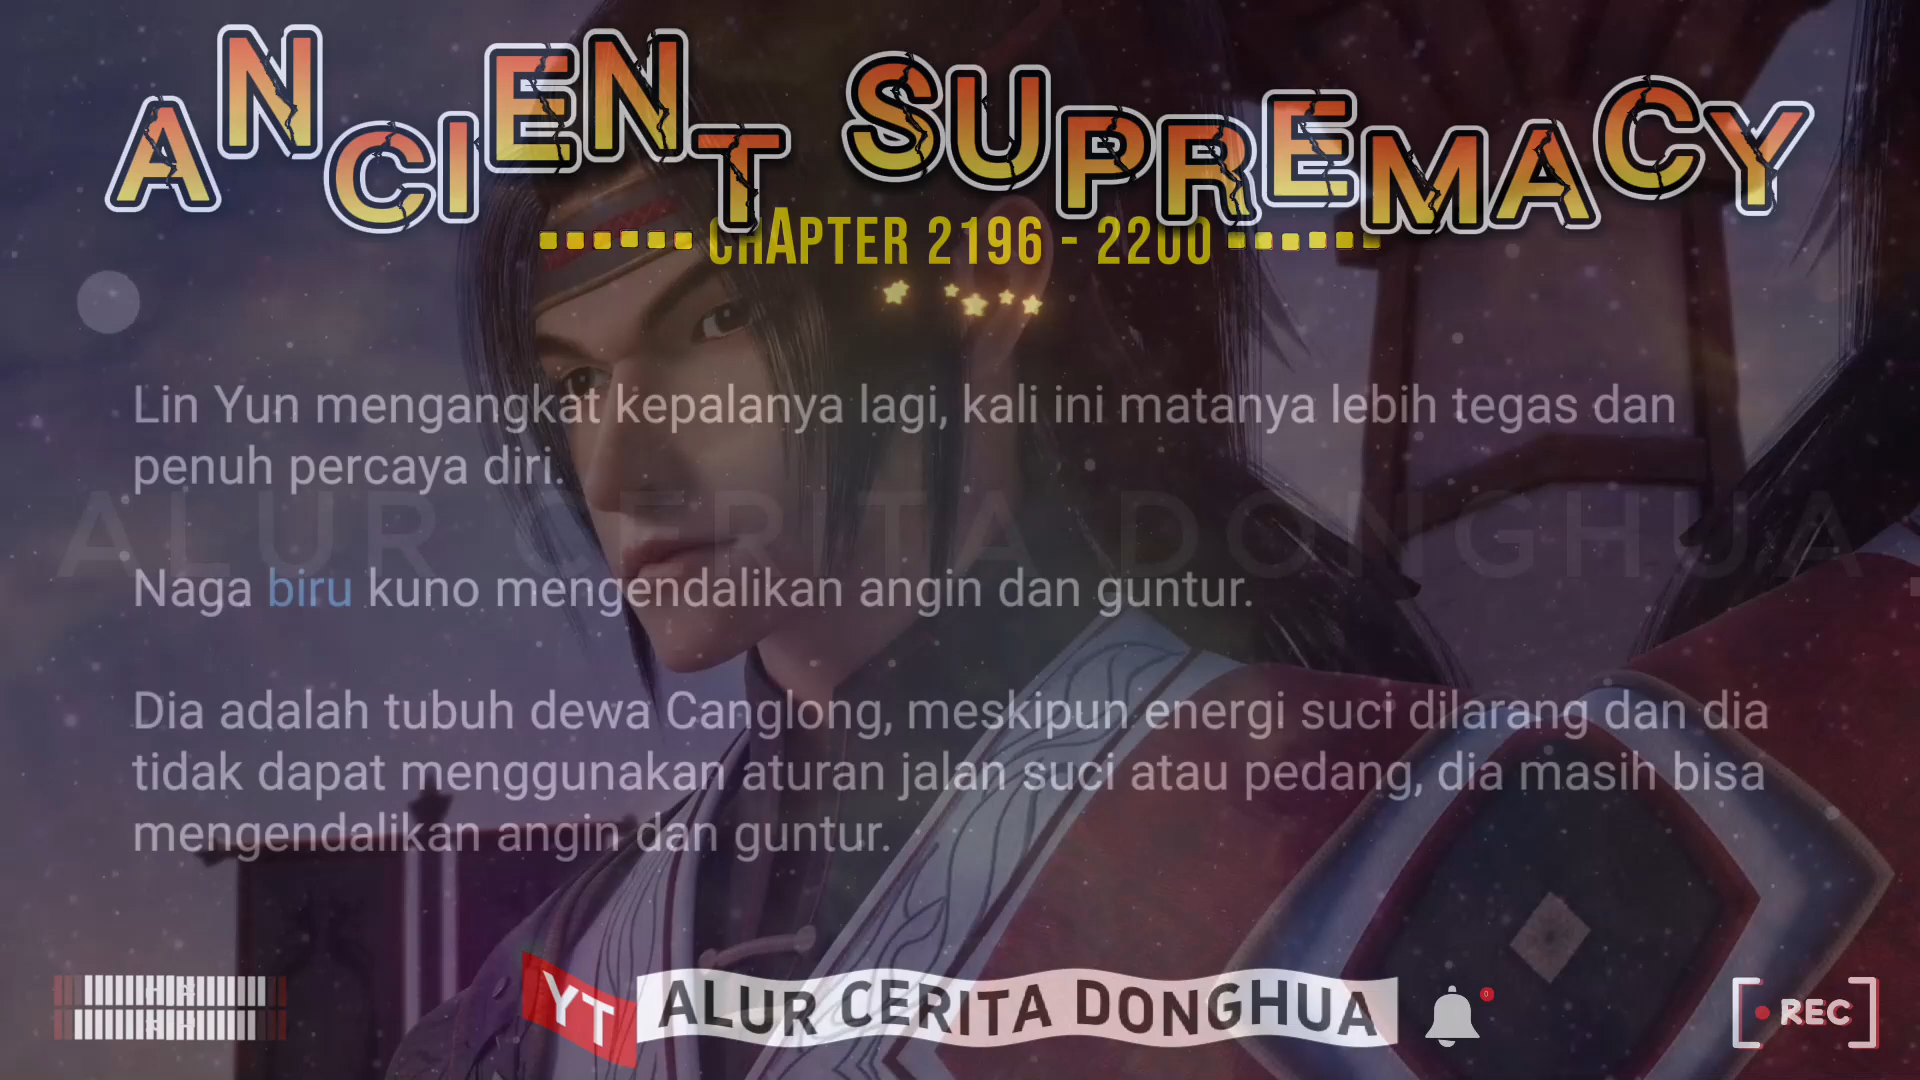 ANCIENT SUPREMACY
CHAPTER 2196 - 2200
Lin Yun mengangkat kepalanya lagi, kali ini matanya lebih tegas dan
penuh percaya diri.
ALUR CERITA DONGHUA
Naga biru kuno mengendalikan angin dan guntur.
Dia adalah tubuh dewa Canglong, meskipun energi suci dilarang dan dia
tidak dapat menggunakan aturan jalan suci atau pedang, dia masih bisa
mengendalikan angin dan guntur.
YT ALUR CERITA DONGHUA
0
REC